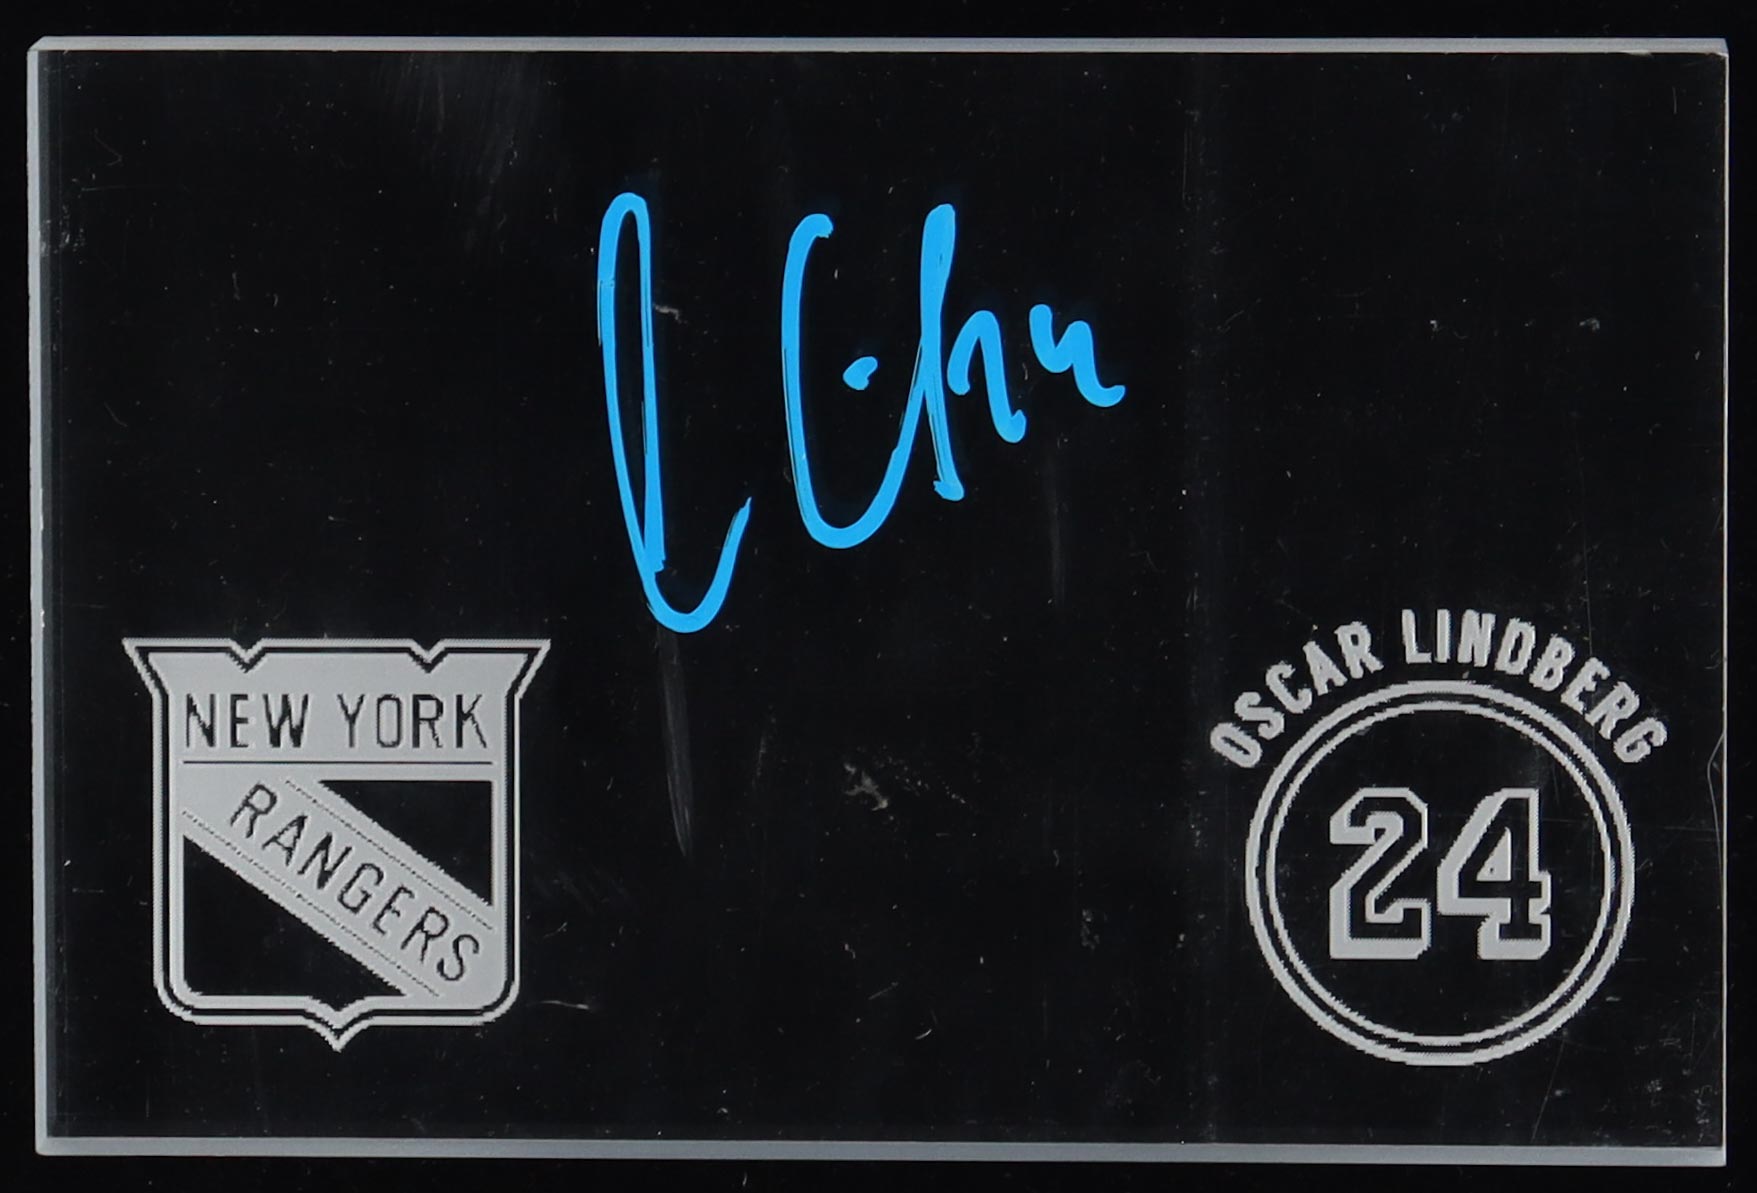 NEW YORK
RANGERS
OSCAR LINDBERG
24